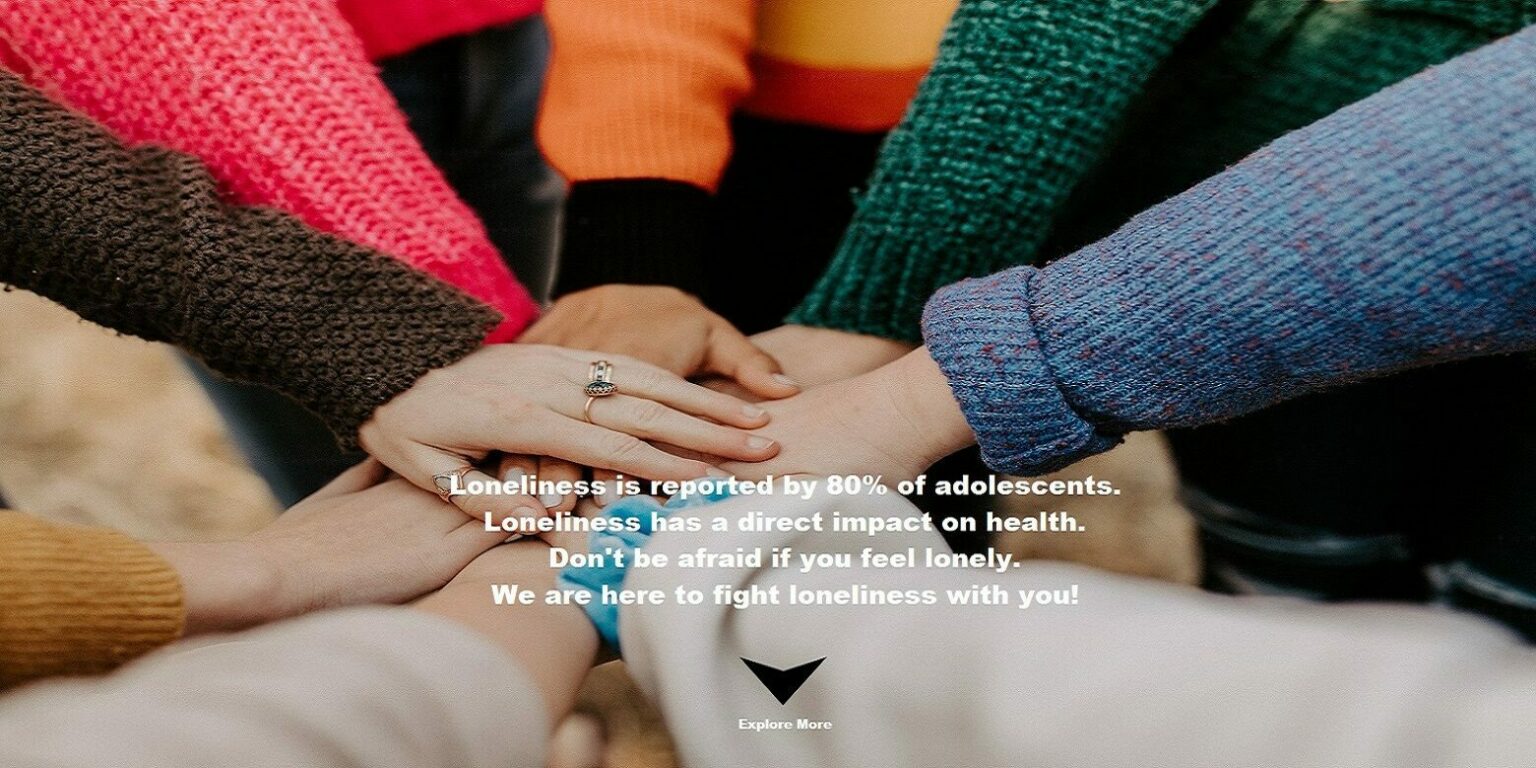 Loneliness is reported by 80% of adolescents.
Loneliness has a direct impact on health.
Don't be afraid if you feel lonely.
We are here to fight loneliness with you!
Explore More